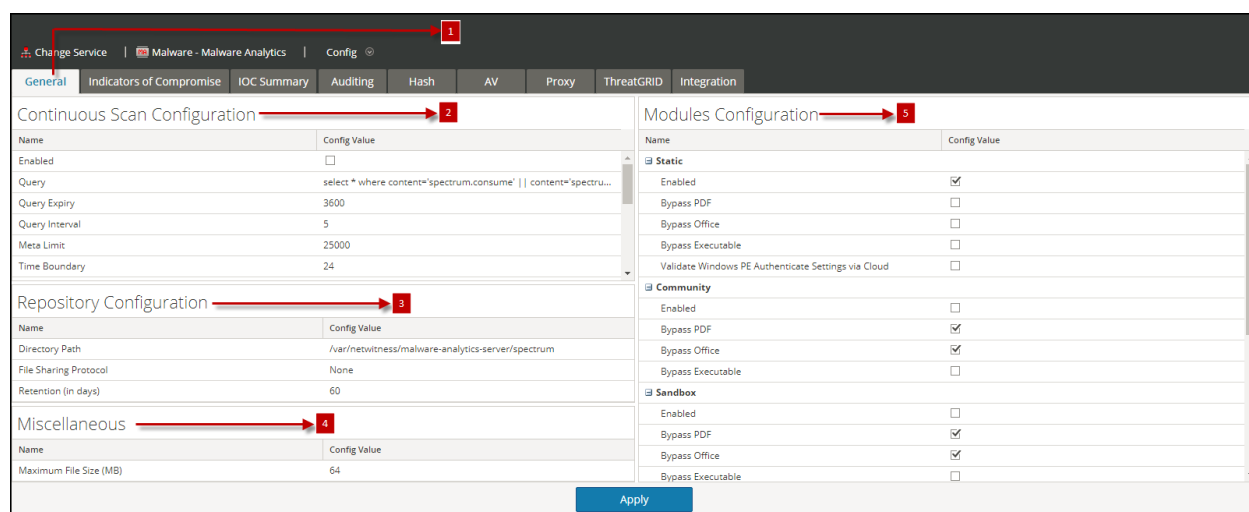 1
Change Service | Malware - Malware Analytics | Config
General Indicators of Compromise IOC Summary Auditing Hash AV Proxy ThreatGRID Integration
Continuous Scan Configuration 2
Name Config Value
Enabled
Query select * where content='spectrum.consume` || content='spectru...
Query Expiry 3600
Query Interval 5
Meta Limit 25000
Time Boundary 24
Repository Configuration 3
Name Config Value
Directory Path /var/netwitness/malware-analytics-server/spectrum
File Sharing Protocol None
Retention (in days) 60
Miscellaneous 4
Name Config Value
Maximum File Size (MB) 64
Modules Configuration 5
Name Config Value
Static
Enabled
Bypass PDF
Bypass Office
Bypass Executable
Validate Windows PE Authenticate Settings via Cloud
Community
Enabled
Bypass PDF
Bypass Office
Bypass Executable
Sandbox
Enabled
Bypass PDF
Bypass Office
Bypass Executable
Apply